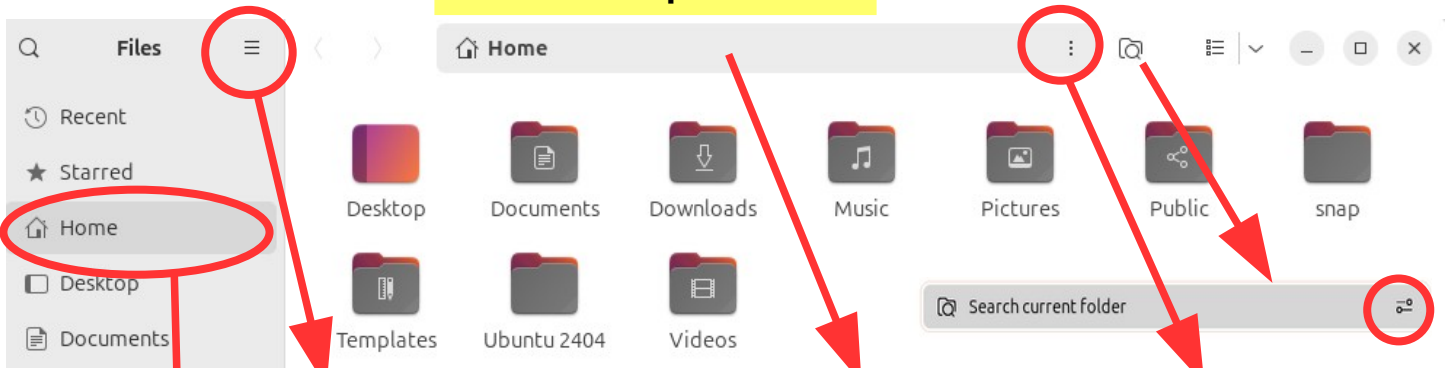 Files
Home
Recent
Starred
Home
Desktop
Documents
Desktop
Documents
Downloads
Music
Pictures
Public
snap
Templates
Ubuntu 2404
Videos
Search current folder